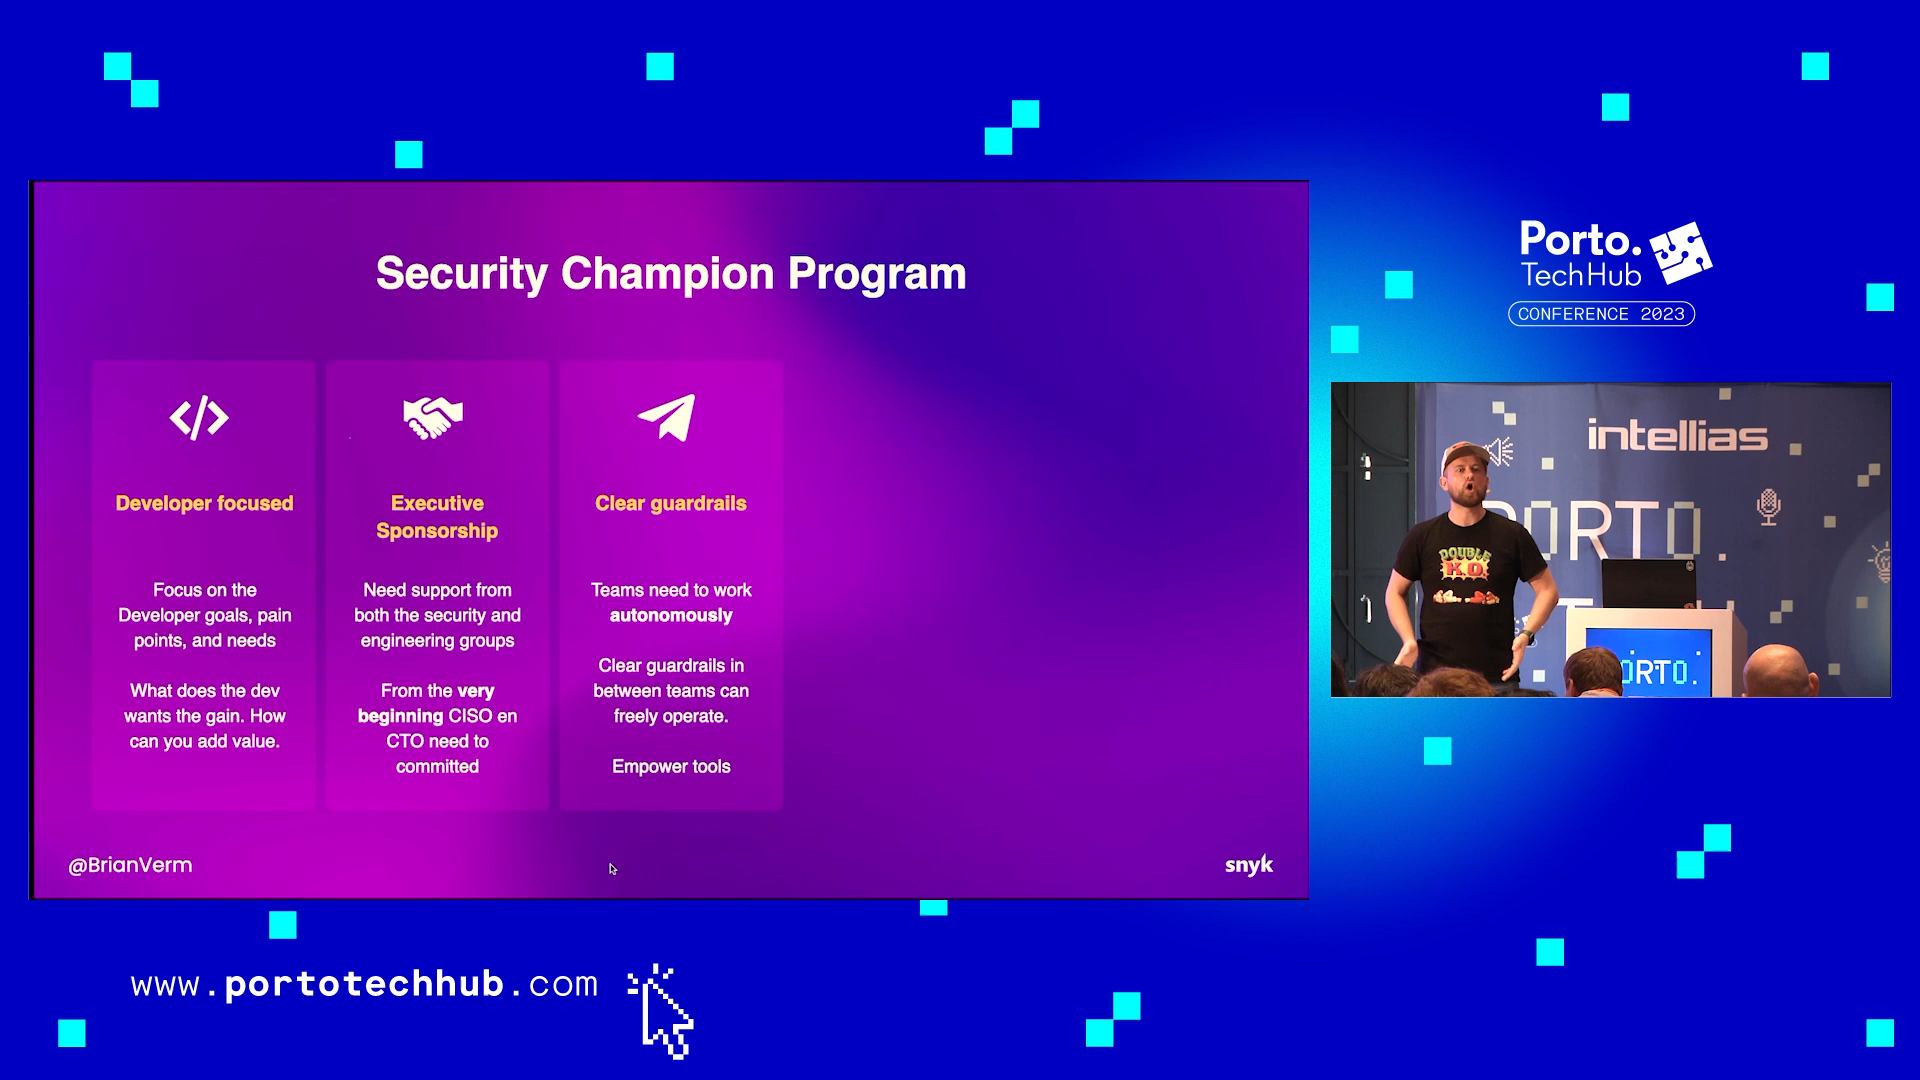 Security Champion Program
Developer focused
Focus on the
Developer goals, pain
points, and needs
What does the dev
wants the gain. How
can you add value.
Executive
Sponsorship
Need support from
both the security and
engineering groups
From the very
beginning CISO en
CTO need to
committed
Clear guardrails
Teams need to work
autonomously
Clear guardrails in
between teams can
freely operate.
Empower tools
@BrianVerm
snyk
Porto.
TechHub
CONFERENCE 2023
intellias
PORTO.
DOUBLE
K.O.
ORTO.
www.portotechhub.com